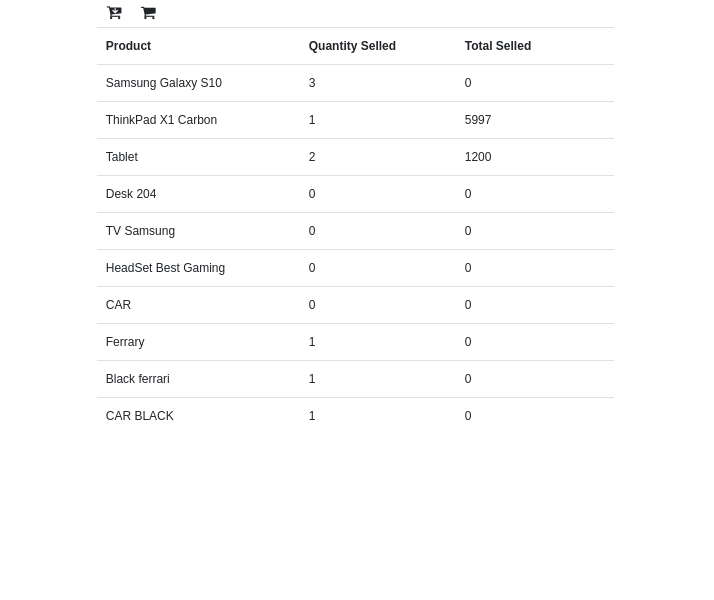 Product Quantity Selled Total Selled
Samsung Galaxy S10 3 0
ThinkPad X1 Carbon 1 5997
Tablet 2 1200
Desk 204 0 0
TV Samsung 0 0
HeadSet Best Gaming 0 0
CAR 0 0
Ferrary 1 0
Black ferrari 1 0
CAR BLACK 1 0